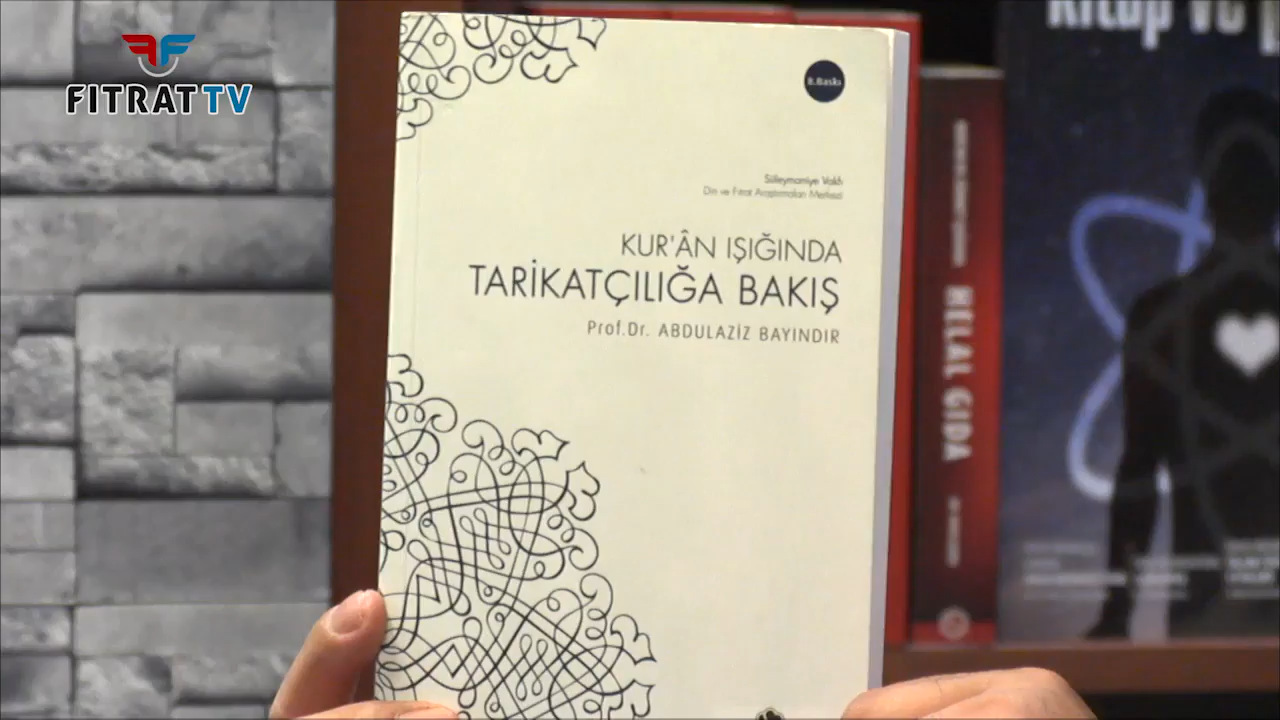 FITRAT TV
8.Baskı
Süleymaniye Vakfı
Din ve Fıtrat Araştırmaları Merkezi
KUR'ÂN IŞIĞINDA
TARİKATÇILIĞA BAKIŞ
Prof.Dr. ABDULAZİZ BAYINDIR
HELAL GIDA
kitap ve